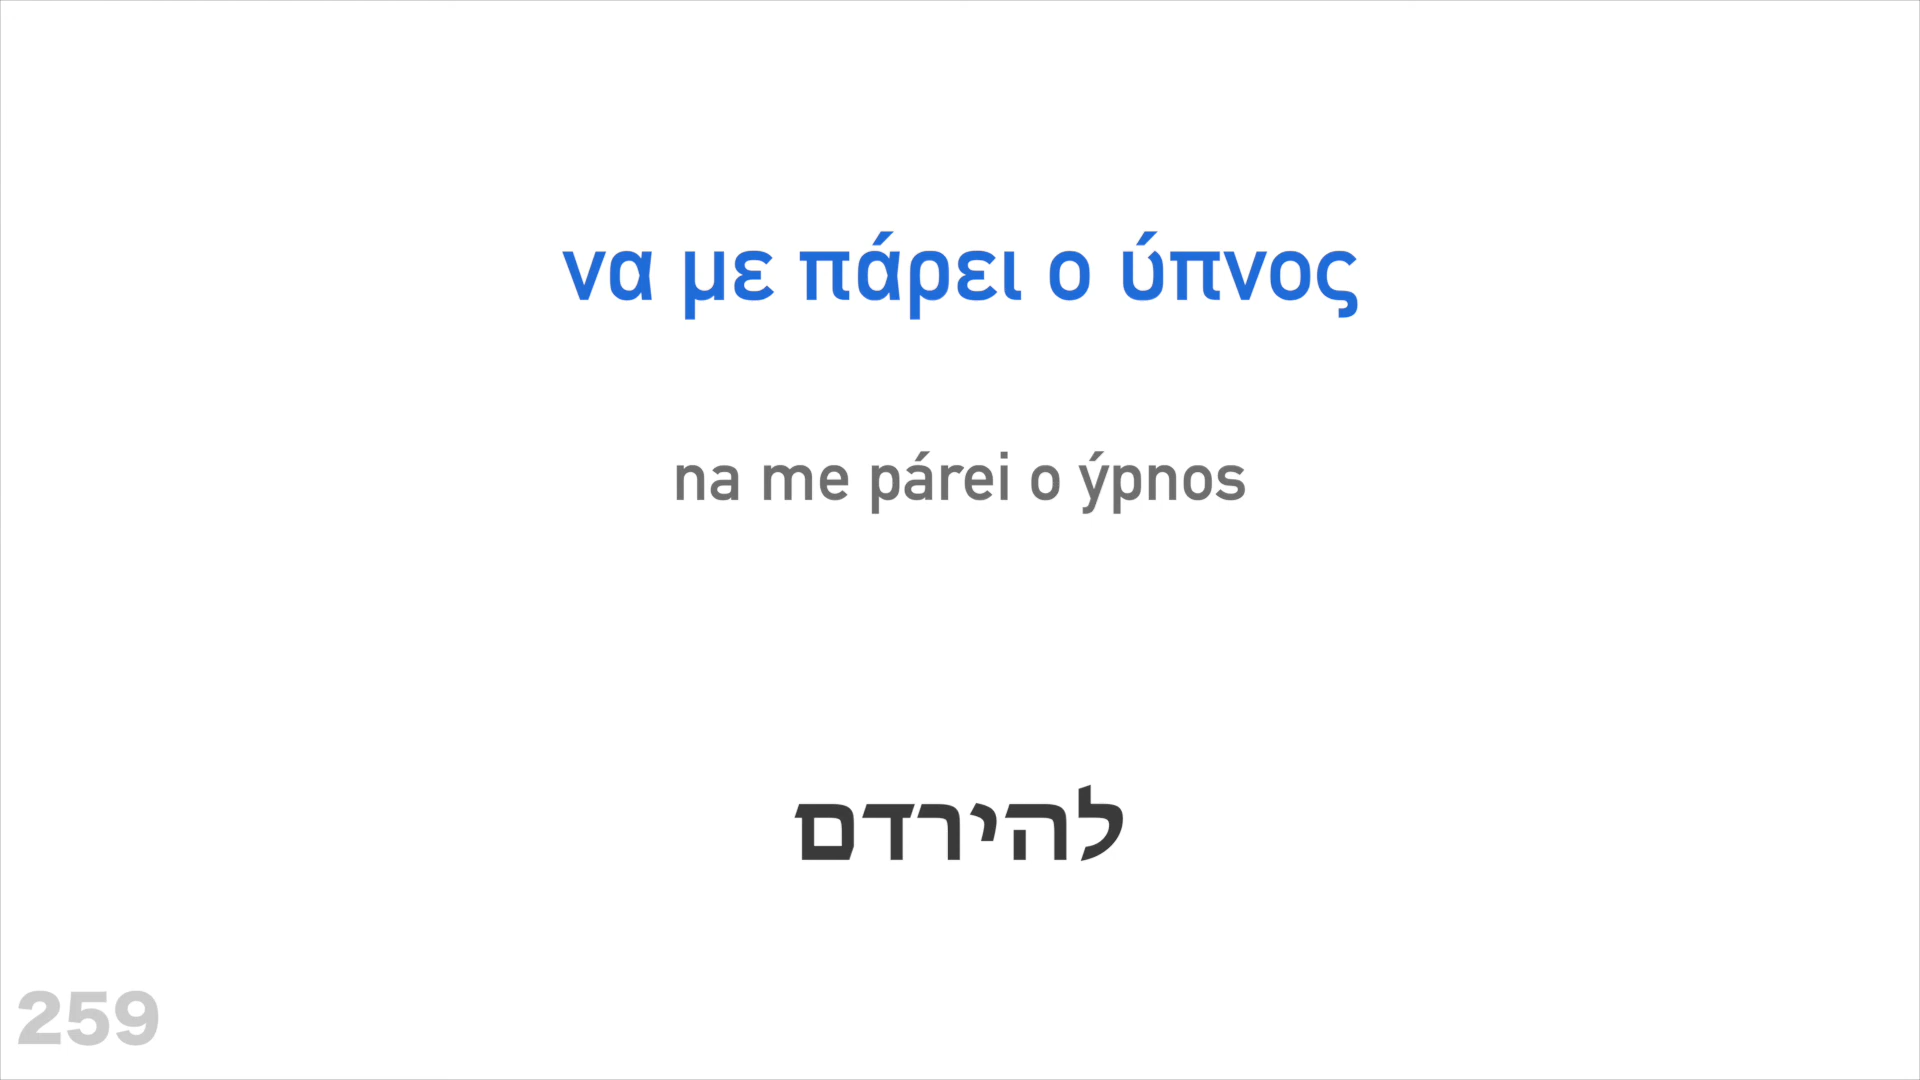 να με πάρει ο ύπνος
na me párei o ýpnos
להירדם
259